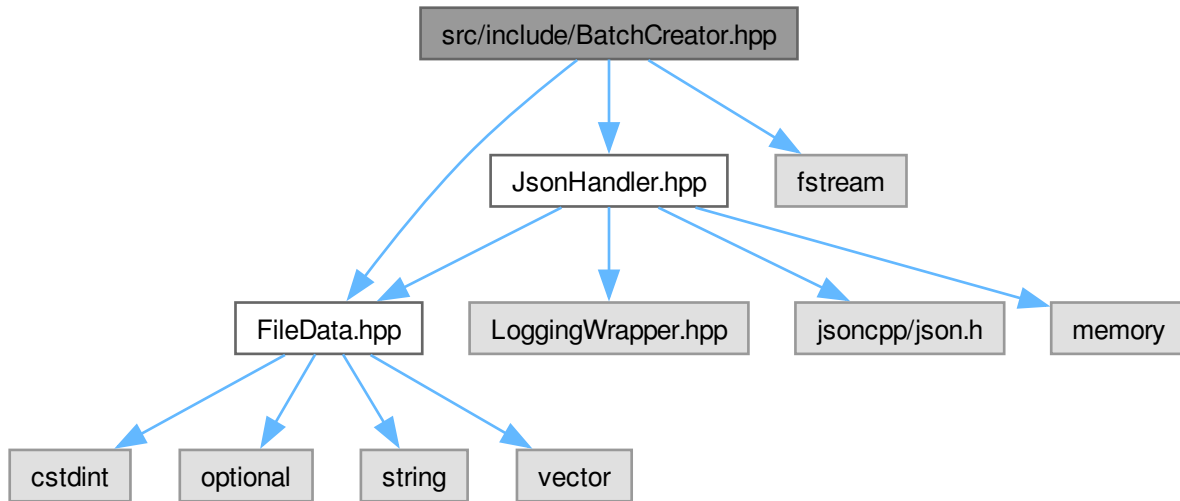 src/include/BatchCreator.hpp
JsonHandler.hpp
fstream
FileData.hpp
LoggingWrapper.hpp
jsoncpp/json.h
memory
cstdint
optional
string
vector